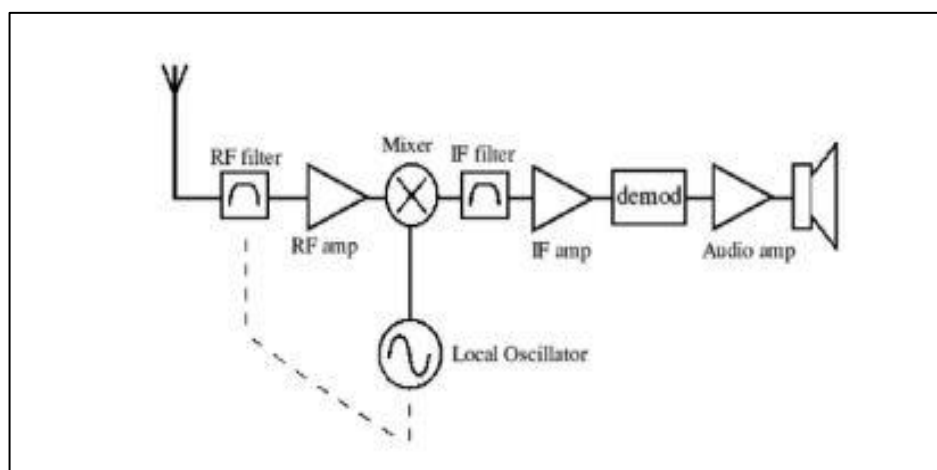 RF filter
RF amp
Mixer
IF filter
IF amp
demod
Audio amp
Local Oscillator